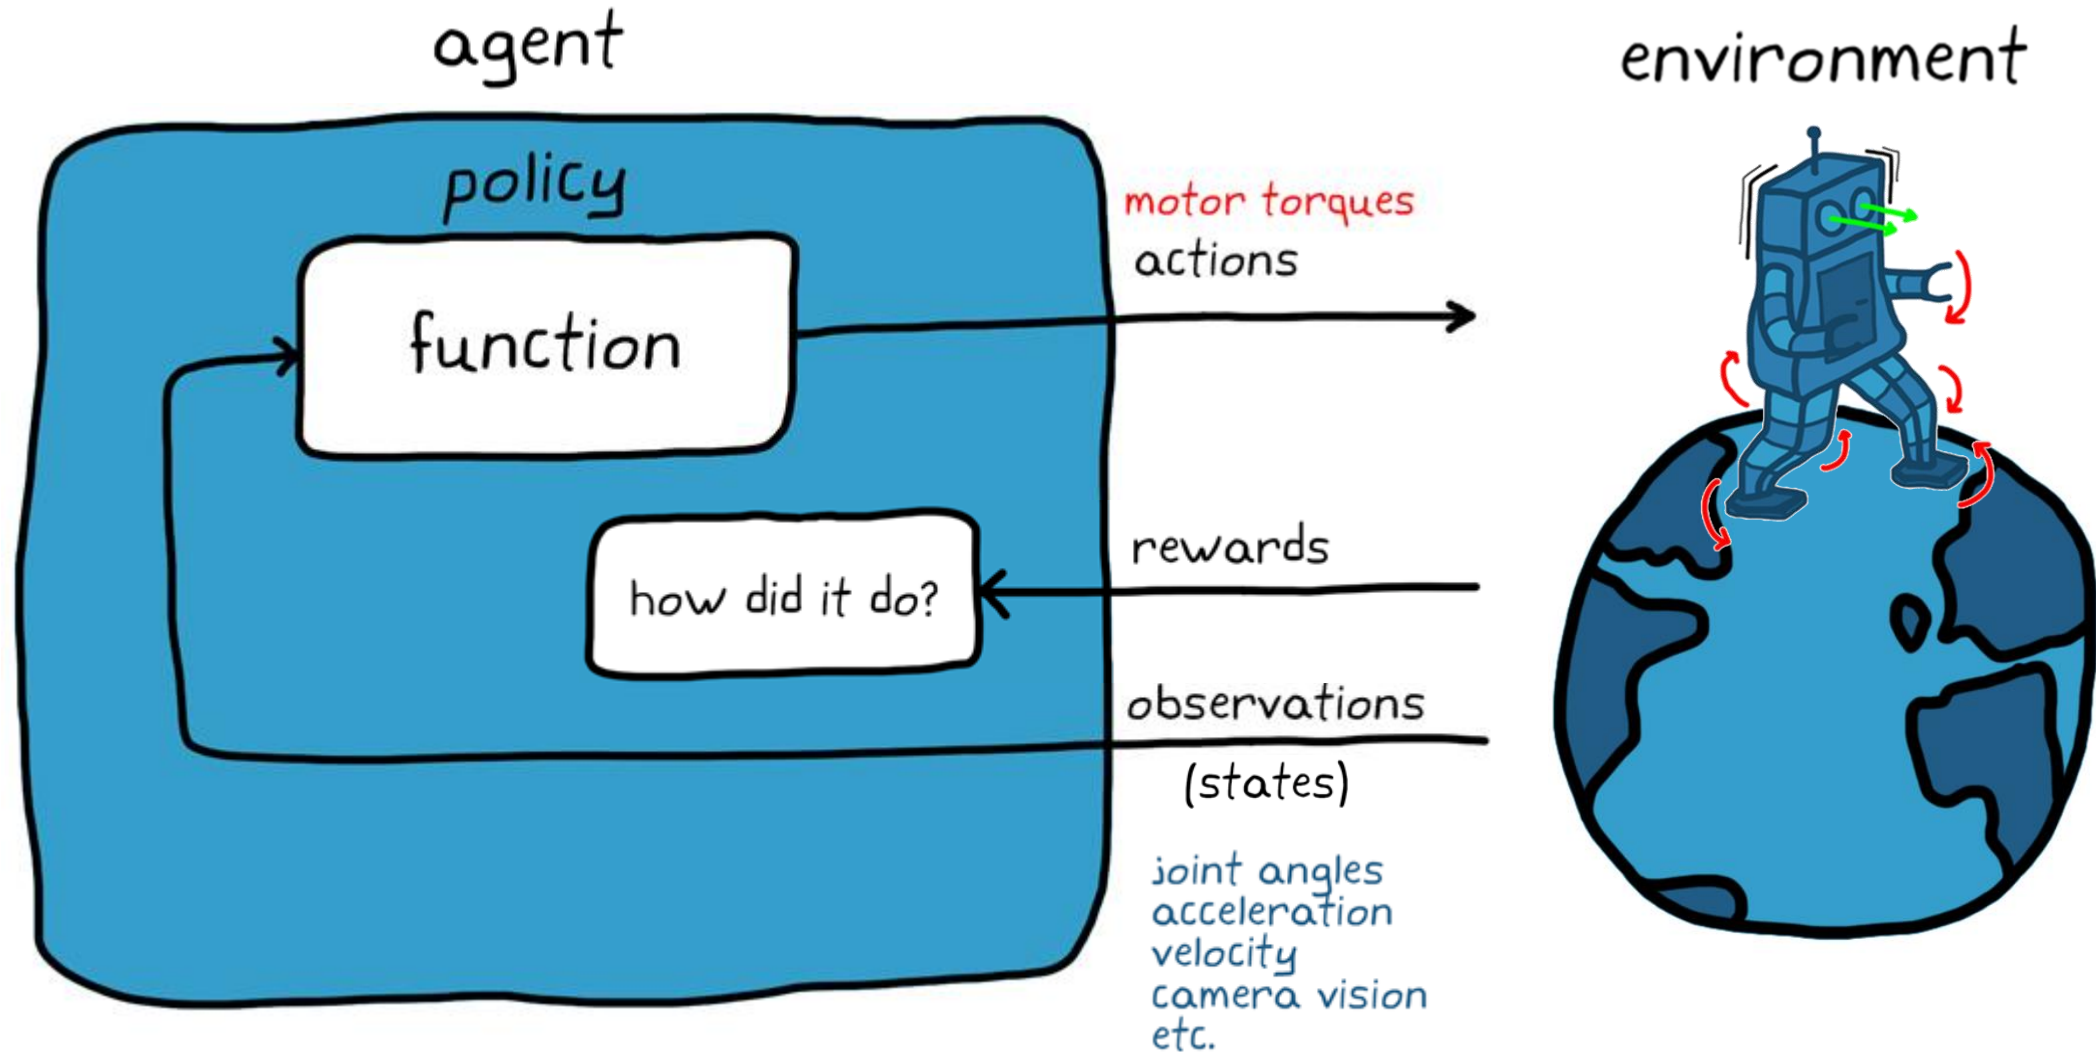 agent
environment
policy
function
motor torques
actions
how did it do?
rewards
observations
(states)
joint angles
acceleration
velocity
camera vision
etc.